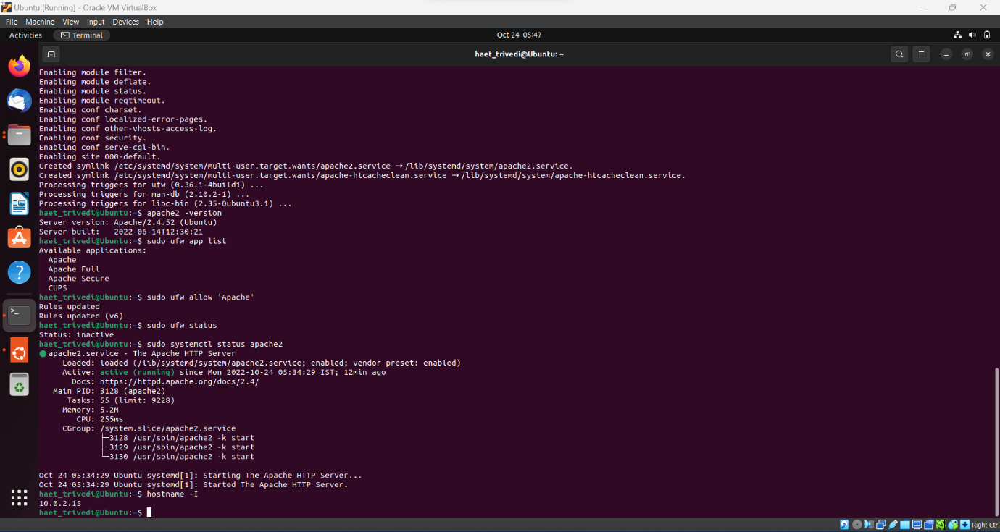 Ubuntu [Running] - Oracle VM VirtualBox
File Machine View Input Devices Help
Activities Terminal Oct 24 05:47
haet_trivedi@Ubuntu: ~
Enabling module filter.
Enabling module deflate.
Enabling module status.
Enabling module reqtimeout.
Enabling conf charset.
Enabling conf localized-error-pages.
Enabling conf other-vhosts-access-log.
Enabling conf security.
Enabling conf serve-cgi-bin.
Enabling site 000-default.
Created symlink /etc/systemd/system/multi-user.target.wants/apache2.service → /lib/systemd/system/apache2.service.
Created symlink /etc/systemd/system/multi-user.target.wants/apache-htcacheclean.service → /lib/systemd/system/apache-htcacheclean.service.
Processing triggers for ufw (0.36.1-4build1) ...
Processing triggers for man-db (2.10.2-1) ...
Processing triggers for libc-bin (2.35-0ubuntu3.1) ...
haet_trivedi@Ubuntu:~$ apache2 -version
Server version: Apache/2.4.52 (Ubuntu)
Server built:   2022-06-14T12:30:21
haet_trivedi@Ubuntu:~$ sudo ufw app list
Available applications:
  Apache
  Apache Full
  Apache Secure
  CUPS
haet_trivedi@Ubuntu:~$ sudo ufw allow 'Apache'
Rules updated
Rules updated (v6)
haet_trivedi@Ubuntu:~$ sudo ufw status
Status: inactive
haet_trivedi@Ubuntu:~$ sudo systemctl status apache2
● apache2.service - The Apache HTTP Server
     Loaded: loaded (/lib/systemd/system/apache2.service; enabled; vendor preset: enabled)
     Active: active (running) since Mon 2022-10-24 05:34:29 IST; 12min ago
       Docs: https://httpd.apache.org/docs/2.4/
   Main PID: 3128 (apache2)
      Tasks: 55 (limit: 9228)
     Memory: 5.2M
        CPU: 255ms
     CGroup: /system.slice/apache2.service
             ├─3128 /usr/sbin/apache2 -k start
             ├─3129 /usr/sbin/apache2 -k start
             └─3130 /usr/sbin/apache2 -k start
Oct 24 05:34:29 Ubuntu systemd[1]: Starting The Apache HTTP Server...
Oct 24 05:34:29 Ubuntu systemd[1]: Started The Apache HTTP Server.
haet_trivedi@Ubuntu:~$ hostname -I
10.0.2.15
haet_trivedi@Ubuntu:~$
Right Ctrl